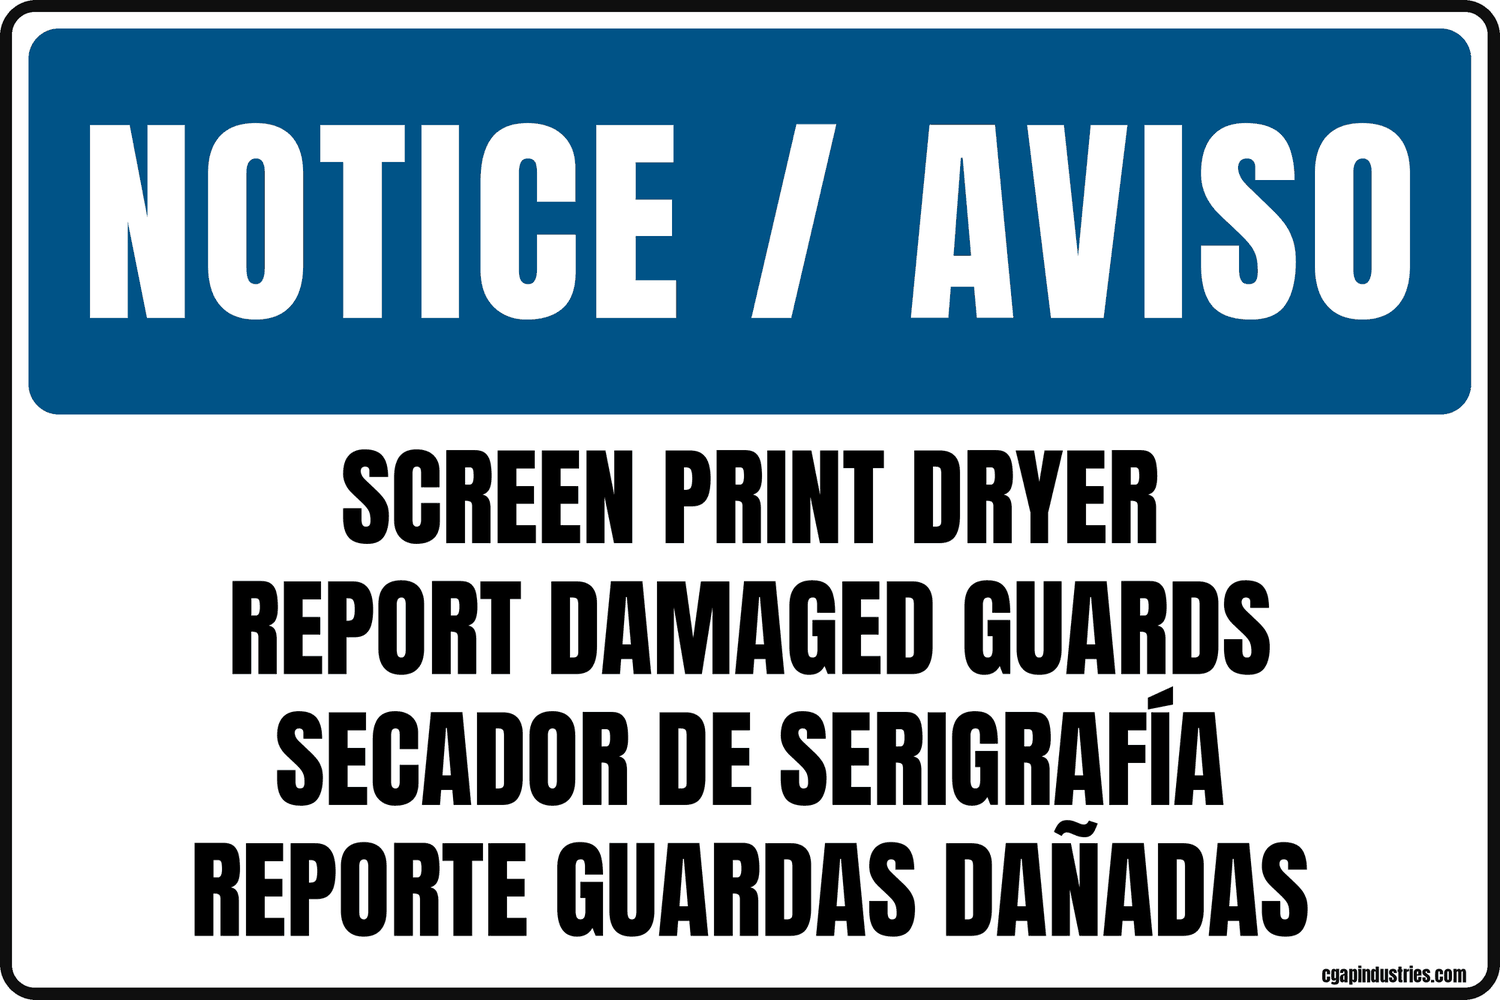 NOTICE / AVISO
SCREEN PRINT DRYER
REPORT DAMAGED GUARDS
SECADOR DE SERIGRAFÍA
REPORTE GUARDAS DAÑADAS
cgapindustries.com